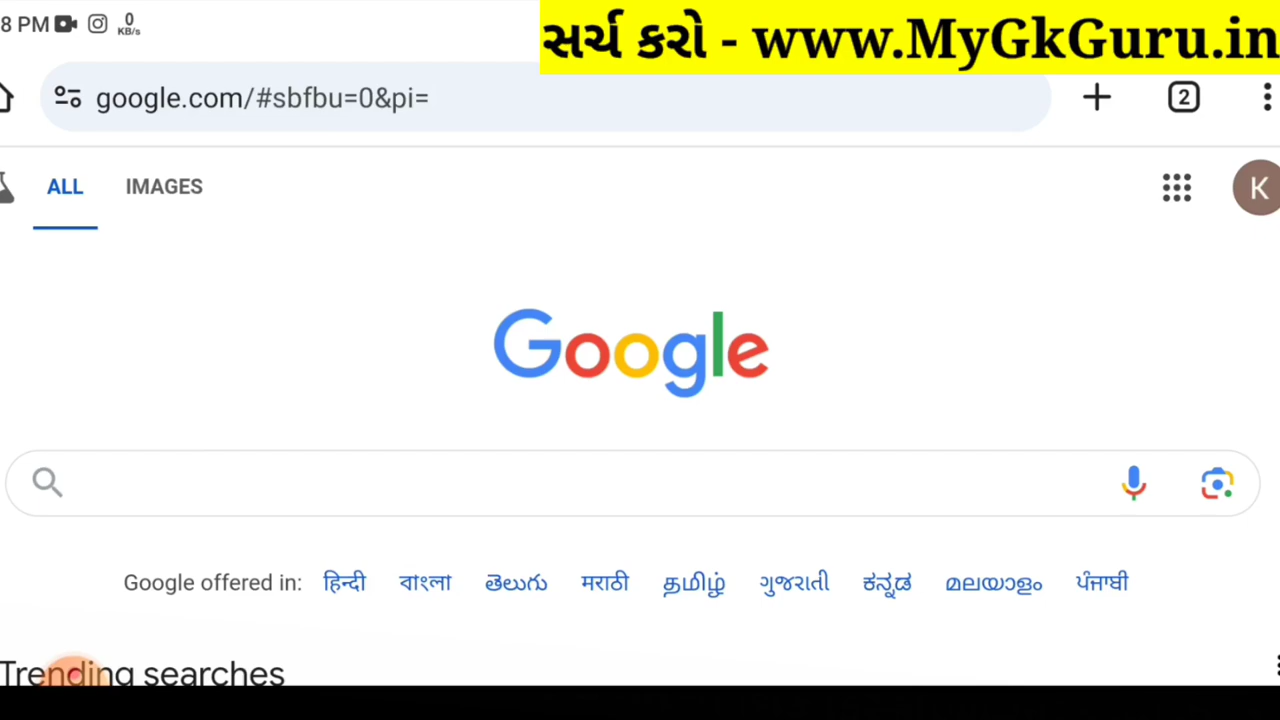 8 PM 0 KB/s
સર્ચ કરો - www.MyGkGuru.in
google.com/#sbfbu=0&pi=
2
ALL IMAGES
K
Google
Google offered in: हिन्दी বাংলা తెలుగు मराठी தமிழ் ગુજરાતી ಕನ್ನಡ മലയാളം ਪੰਜਾਬੀ
Trending searches